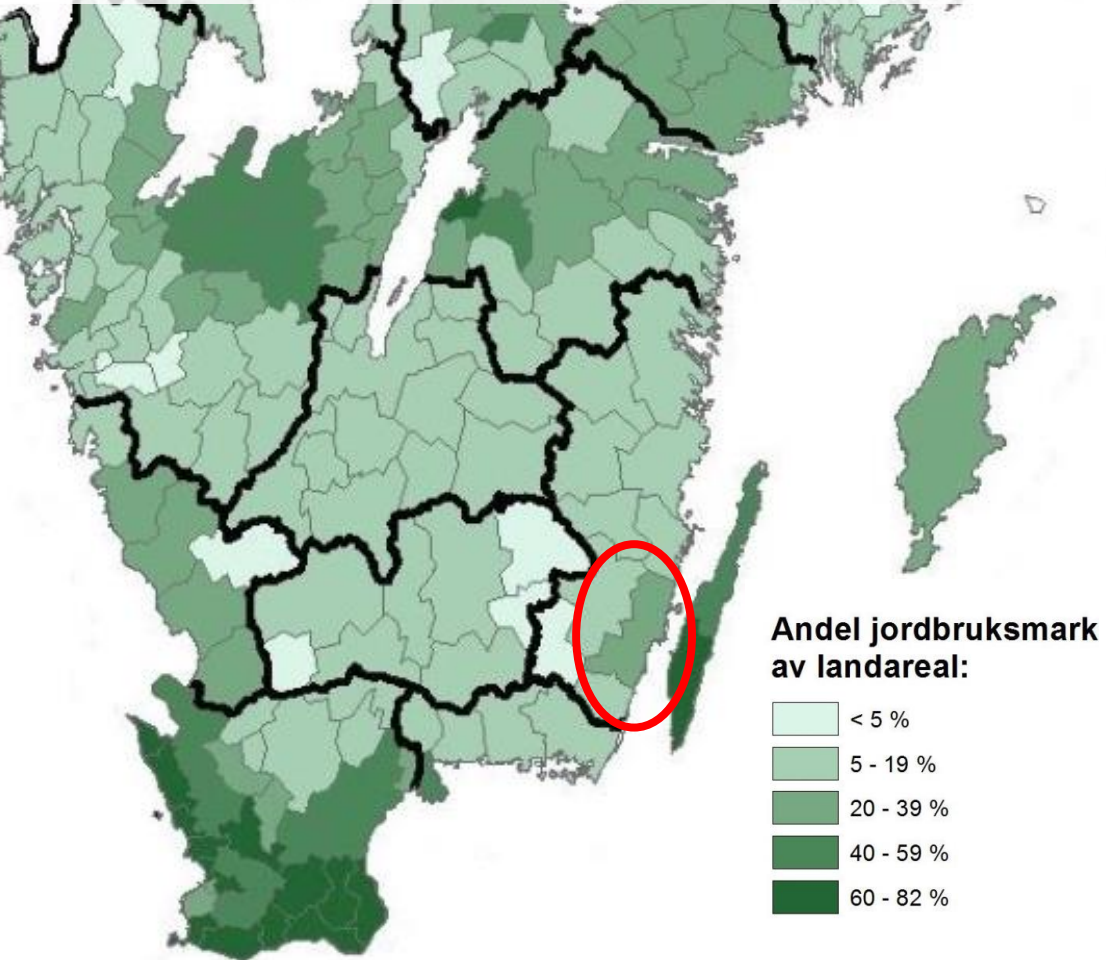 Andel jordbruksmark
av landareal:
< 5 %
5 - 19 %
20 - 39 %
40 - 59 %
60 - 82 %